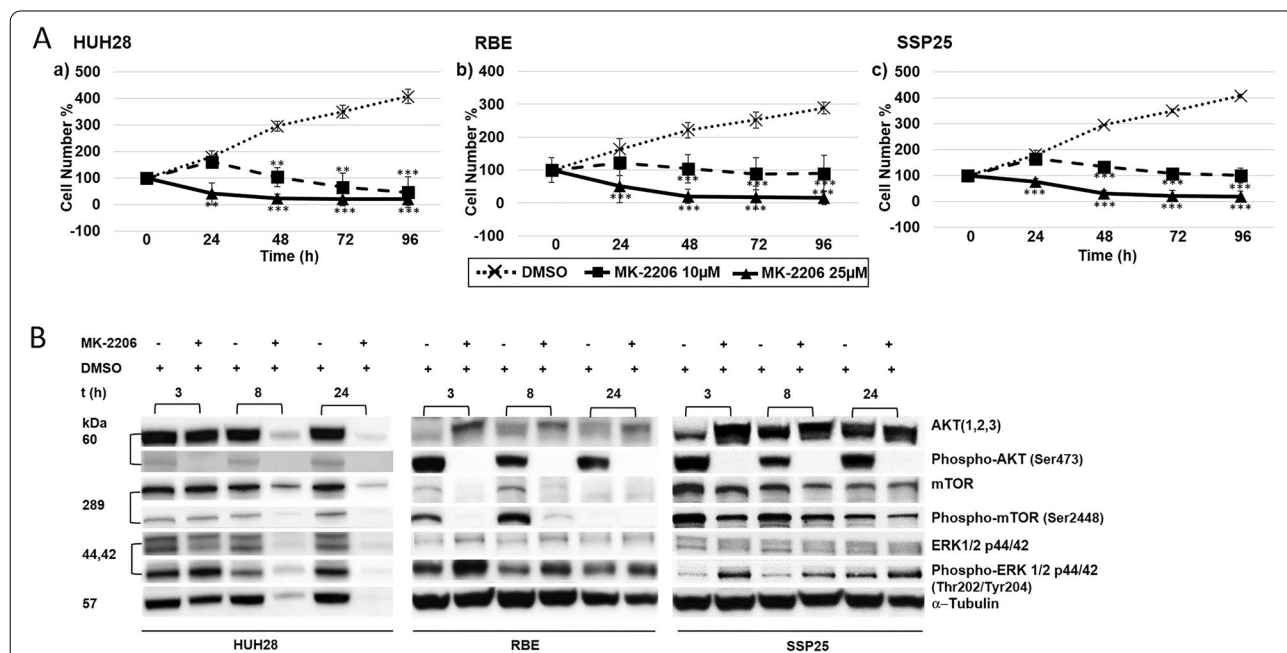 A
HUH28 RBE SSP25
a) b) c)
Cell Number % Cell Number % Cell Number %
500
400
300
200
100
0
-100
400
300
200
100
0
-100
500
400
300
200
100
0
-100
** ** ***
** *** *** ***
*** *** ***
*** *** *** ***
*** *** ***
*** *** *** ***
0 24 48 72 96 0 24 48 72 96 0 24 48 72 96
Time (h) Time (h)
DMSO MK-2206 10µM MK-2206 25µM
B
MK-2206 - + - + - + - + - + - + - + - + - +
DMSO + + + + + + + + + + + + + + + + + +
t (h) 3 8 24 3 8 24 3 8 24
kDa
60 AKT(1,2,3)
Phospho-AKT (Ser473)
mTOR
289
Phospho-mTOR (Ser2448)
ERK1/2 p44/42
44,42
Phospho-ERK 1/2 p44/42
(Thr202/Tyr204)
57 α-Tubulin
HUH28 RBE SSP25